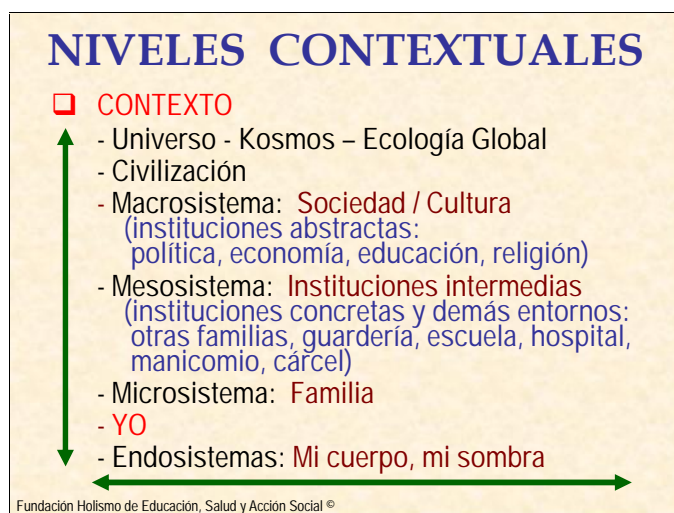 NIVELES CONTEXTUALES
CONTEXTO
- Universo - Kosmos – Ecología Global
- Civilización
- Macrosistema: Sociedad / Cultura
(instituciones abstractas:
política, economía, educación, religión)
- Mesosistema: Instituciones intermedias
(instituciones concretas y demás entornos:
otras familias, guardería, escuela, hospital,
manicomio, cárcel)
- Microsistema: Familia
- YO
- Endosistemas: Mi cuerpo, mi sombra
Fundación Holismo de Educación, Salud y Acción Social ©